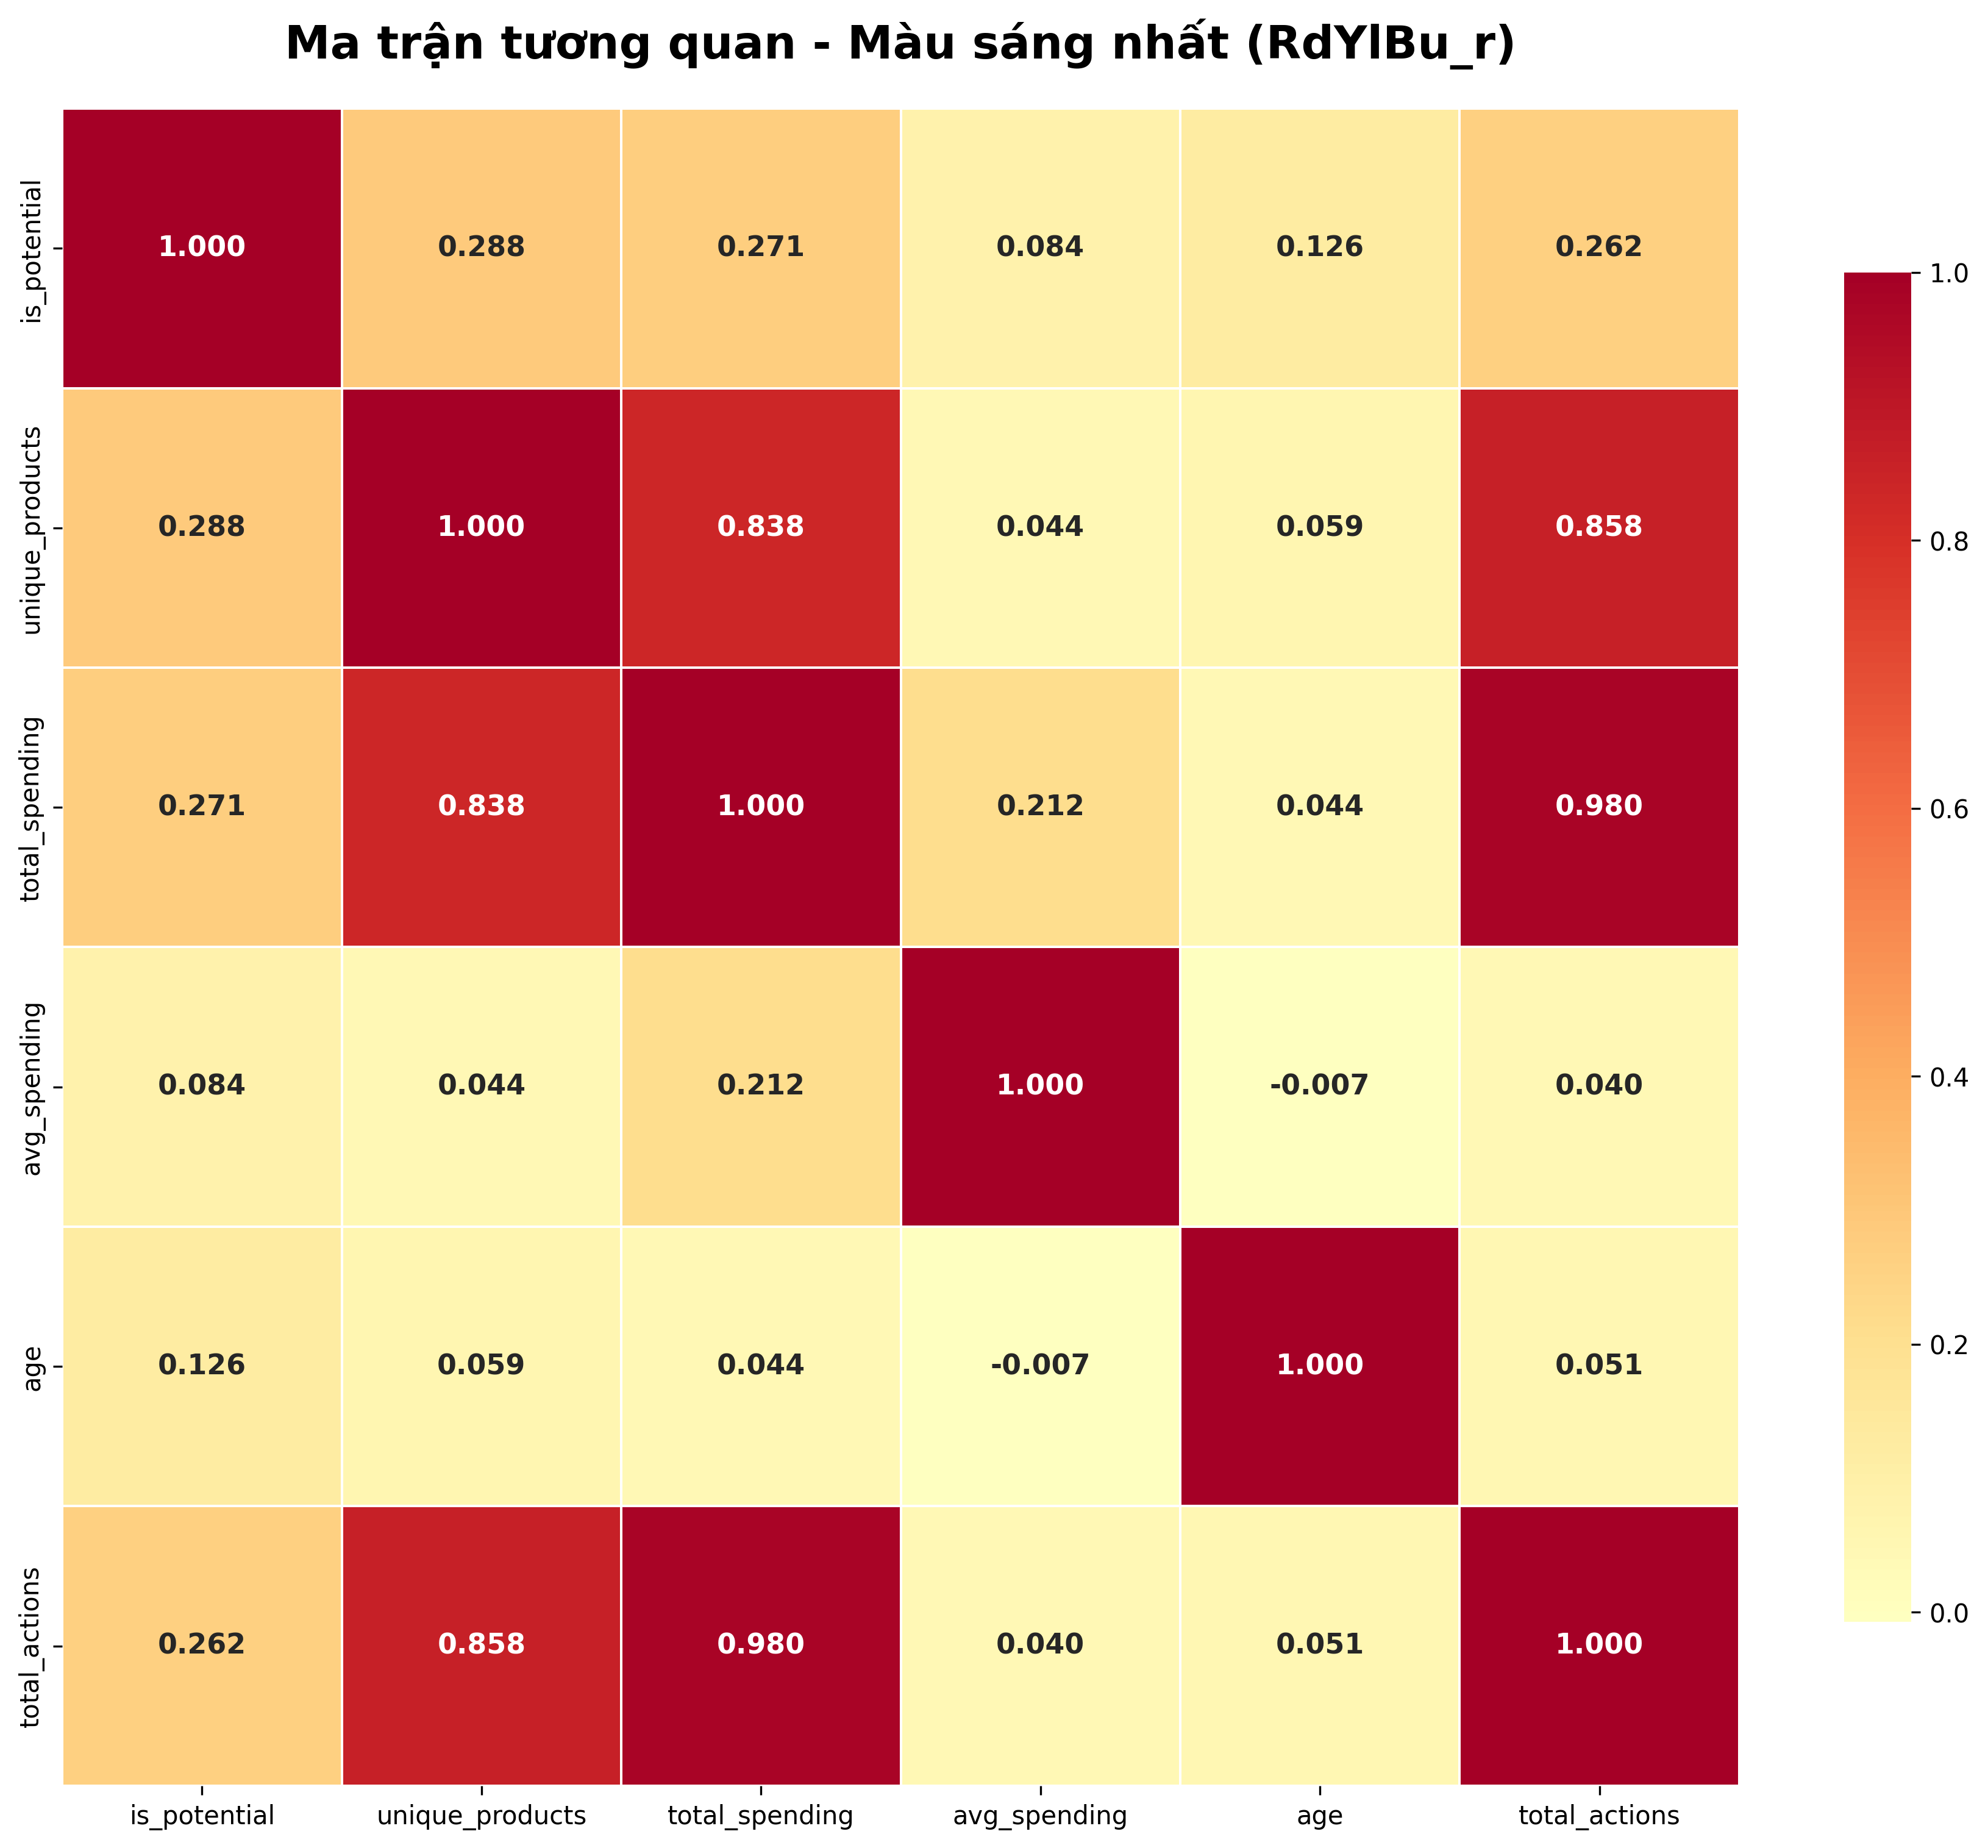 Ma trận tương quan - Màu sáng nhất (RdYlBu_r)
is_potential 1.000 0.288 0.271 0.084 0.126 0.262
unique_products 0.288 1.000 0.838 0.044 0.059 0.858
total_spending 0.271 0.838 1.000 0.212 0.044 0.980
avg_spending 0.084 0.044 0.212 1.000 -0.007 0.040
age 0.126 0.059 0.044 -0.007 1.000 0.051
total_actions 0.262 0.858 0.980 0.040 0.051 1.000
is_potential unique_products total_spending avg_spending age total_actions
1.0
0.8
0.6
0.4
0.2
0.0